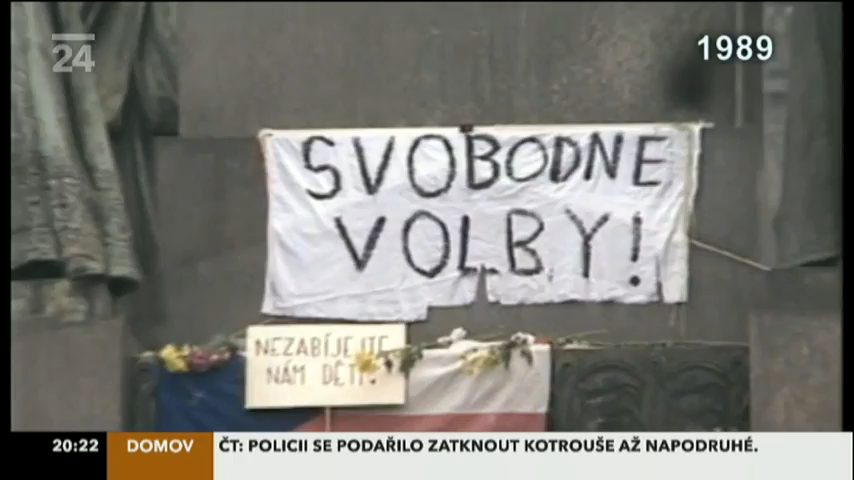 24
1989
SVOBODNE
VOLBY!
NEZABÍJEJTE
NÁM DĚTI!
20:22 DOMOV ČT: POLICII SE PODAŘILO ZATKNOUT KOTROUŠE AŽ NAPODRUHÉ.